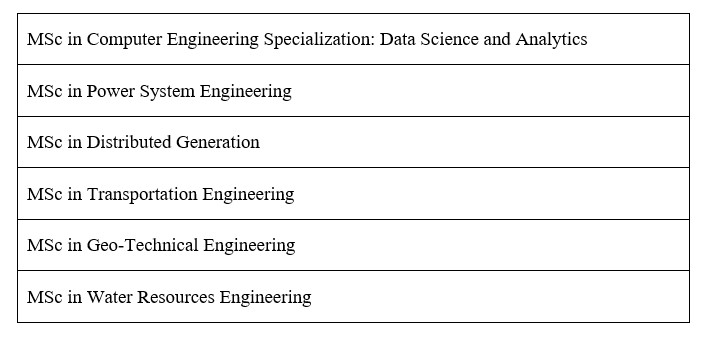 MSc in Computer Engineering Specialization: Data Science and Analytics
MSc in Power System Engineering
MSc in Distributed Generation
MSc in Transportation Engineering
MSc in Geo-Technical Engineering
MSc in Water Resources Engineering